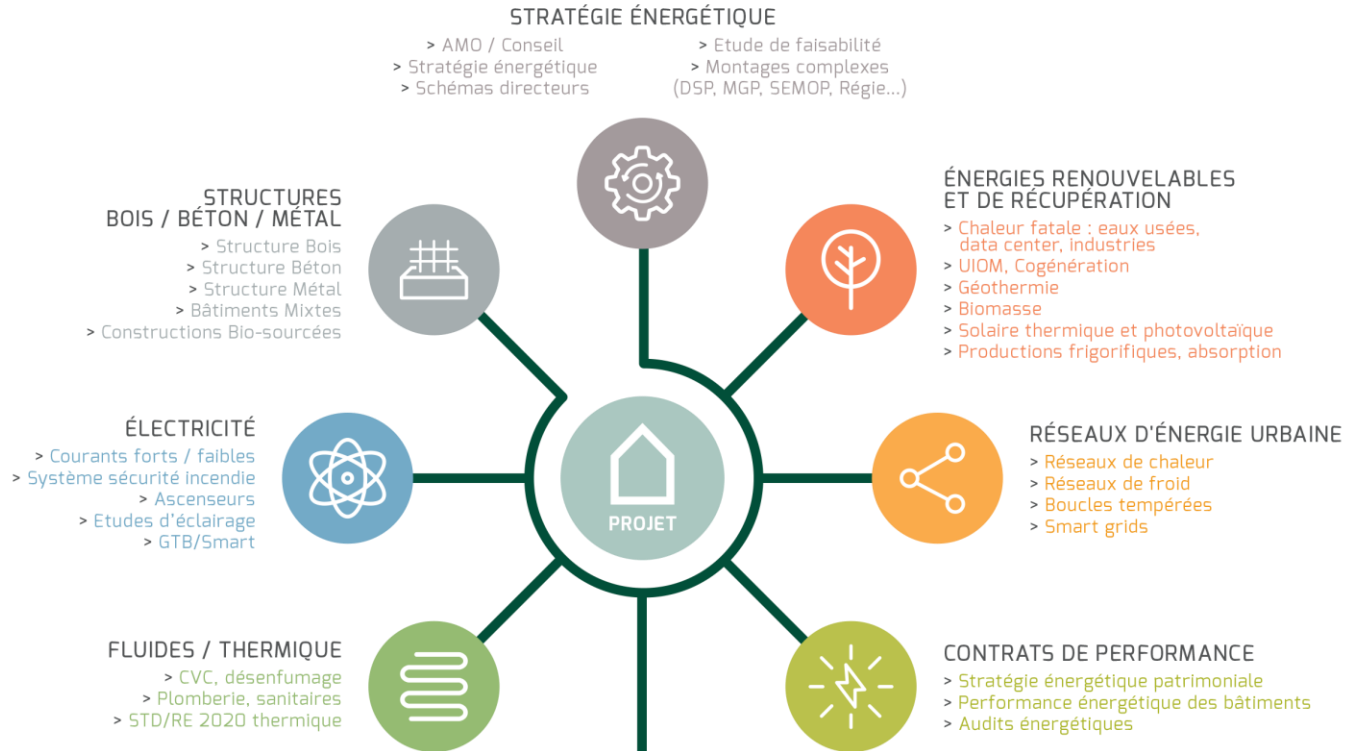 STRATÉGIE ÉNERGÉTIQUE
> AMO / Conseil
> Stratégie énergétique
> Schémas directeurs
> Etude de faisabilité
> Montages complexes
(DSP, MGP, SEMOP, Régie...)
STRUCTURES
BOIS / BÉTON / MÉTAL
> Structure Bois
> Structure Béton
> Structure Métal
> Bâtiments Mixtes
> Constructions Bio-sourcées
ÉNERGIES RENOUVELABLES
ET DE RÉCUPÉRATION
> Chaleur fatale : eaux usées,
data center, industries
> UIOM, Cogénération
> Géothermie
> Biomasse
> Solaire thermique et photovoltaïque
> Productions frigorifiques, absorption
ÉLECTRICITÉ
> Courants forts / faibles
> Système sécurité incendie
> Ascenseurs
> Etudes d'éclairage
> GTB/Smart
PROJET
RÉSEAUX D'ÉNERGIE URBAINE
> Réseaux de chaleur
> Réseaux de froid
> Boucles tempérées
> Smart grids
FLUIDES / THERMIQUE
> CVC, désenfumage
> Plomberie, sanitaires
> STD/RE 2020 thermique
CONTRATS DE PERFORMANCE
> Stratégie énergétique patrimoniale
> Performance énergétique des bâtiments
> Audits énergétiques